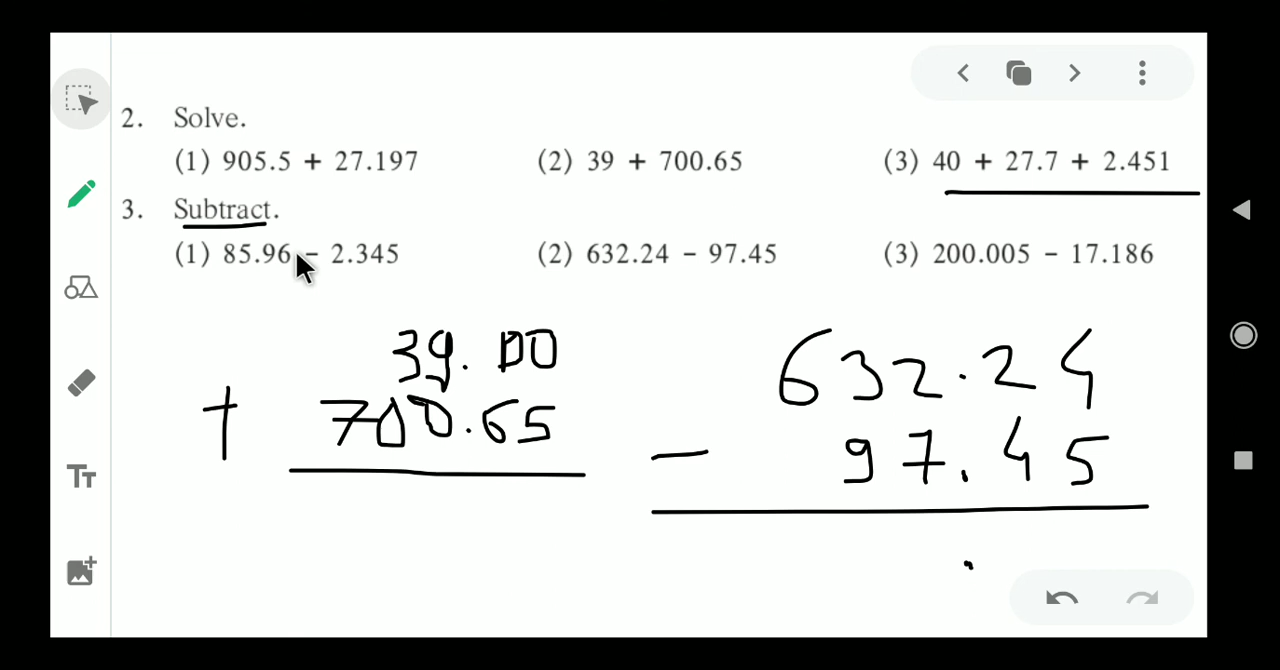 2. Solve.
(1) 905.5 + 27.197 (2) 39 + 700.65 (3) 40 + 27.7 + 2.451
3. Subtract.
(1) 85.96 − 2.345 (2) 632.24 − 97.45 (3) 200.005 − 17.186
39.00
+ 700.65
632.24
− 97.45
.
Tт